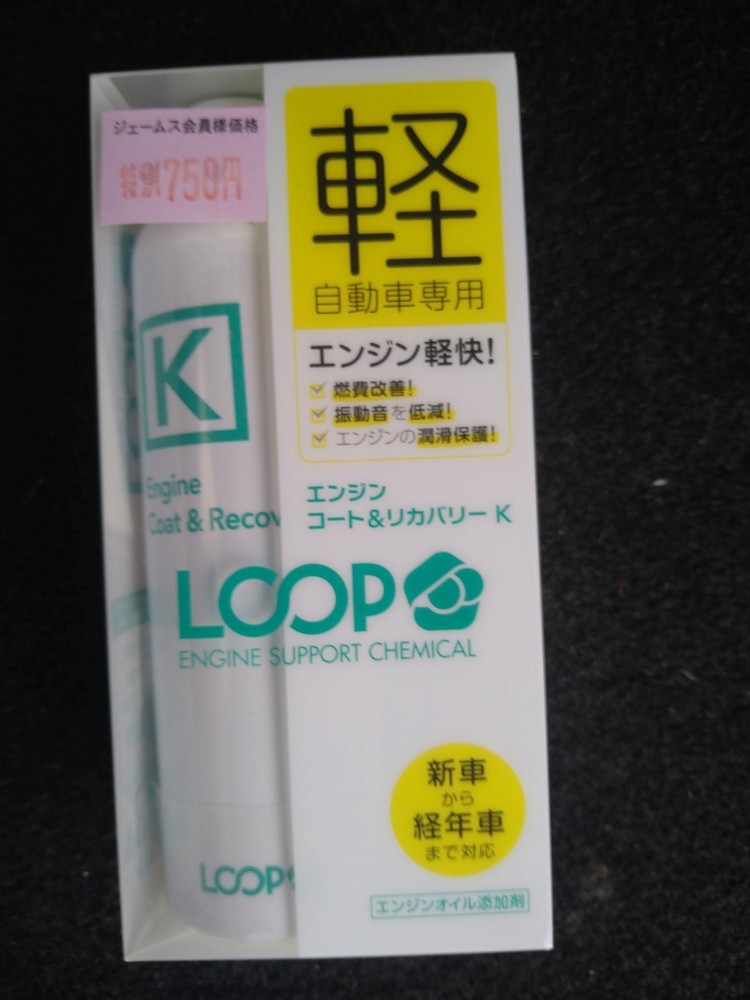 ジェームス会員様価格
特別750円
軽
自動車専用
エンジン軽快!
燃費改善!
振動音を低減!
エンジンの潤滑保護!
K
Engine
Coat & Recov
エンジン
コート&リカバリー K
LOOP
ENGINE SUPPORT CHEMICAL
新車
から
経年車
まで対応
LOOP
エンジンオイル添加剤